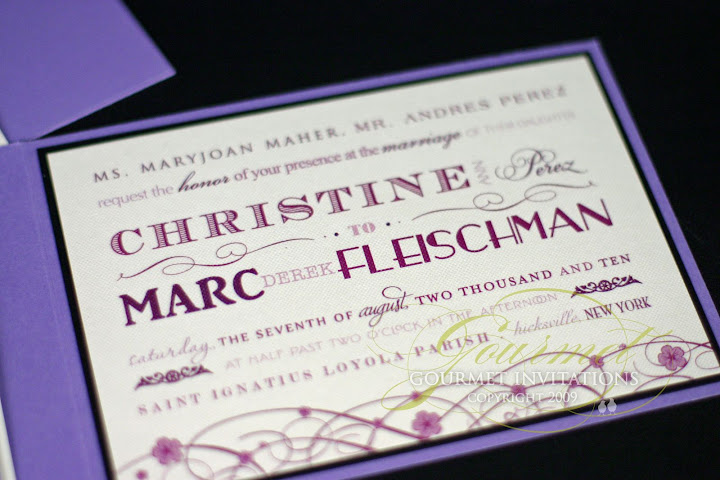 MS. MARYJOAN MAHER, MR. ANDRES PEREZ
request the honor of your presence at the marriage OF THEIR DAUGHTER
CHRISTINE ANN Perez
TO
MARC DEREK FLEISCHMAN
saturday, THE SEVENTH OF august, TWO THOUSAND AND TEN
AT HALF PAST TWO O'CLOCK IN THE AFTERNOON
SAINT IGNATIUS LOYOLA PARISH hicksville, NEW YORK
Gourmet
GOURMET INVITATIONS
COPYRIGHT 2009